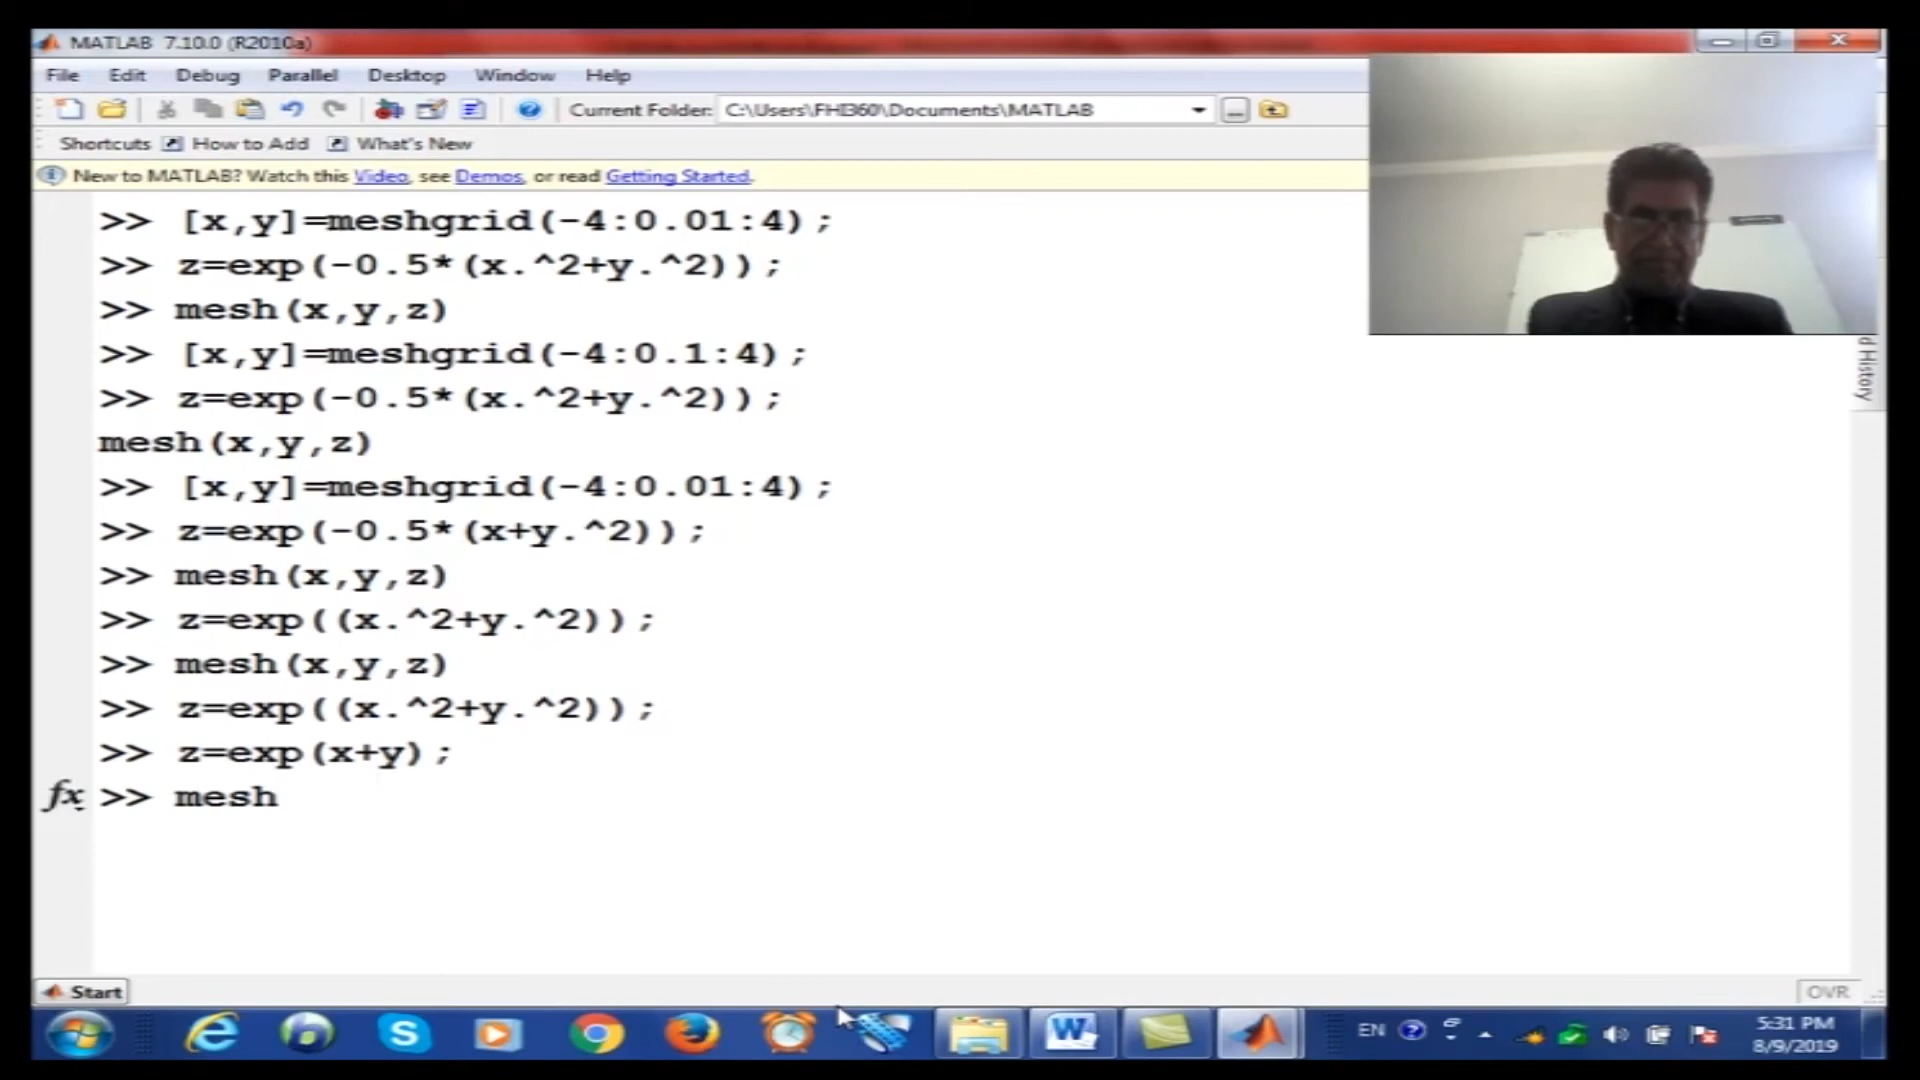 MATLAB 7.10.0 (R2010a)
File Edit Debug Parallel Desktop Window Help
Current Folder: C:\Users\FHI360\Documents\MATLAB
Shortcuts How to Add What's New
New to MATLAB? Watch this Video, see Demos, or read Getting Started.
>> [x,y]=meshgrid(-4:0.01:4);
>> z=exp(-0.5*(x.^2+y.^2));
>> mesh(x,y,z)
>> [x,y]=meshgrid(-4:0.1:4);
>> z=exp(-0.5*(x.^2+y.^2));
mesh(x,y,z)
>> [x,y]=meshgrid(-4:0.01:4);
>> z=exp(-0.5*(x+y.^2));
>> mesh(x,y,z)
>> z=exp((x.^2+y.^2));
>> mesh(x,y,z)
>> z=exp((x.^2+y.^2));
>> z=exp(x+y);
fx >> mesh
d History
Start
OVR
EN
5:31 PM
8/9/2019